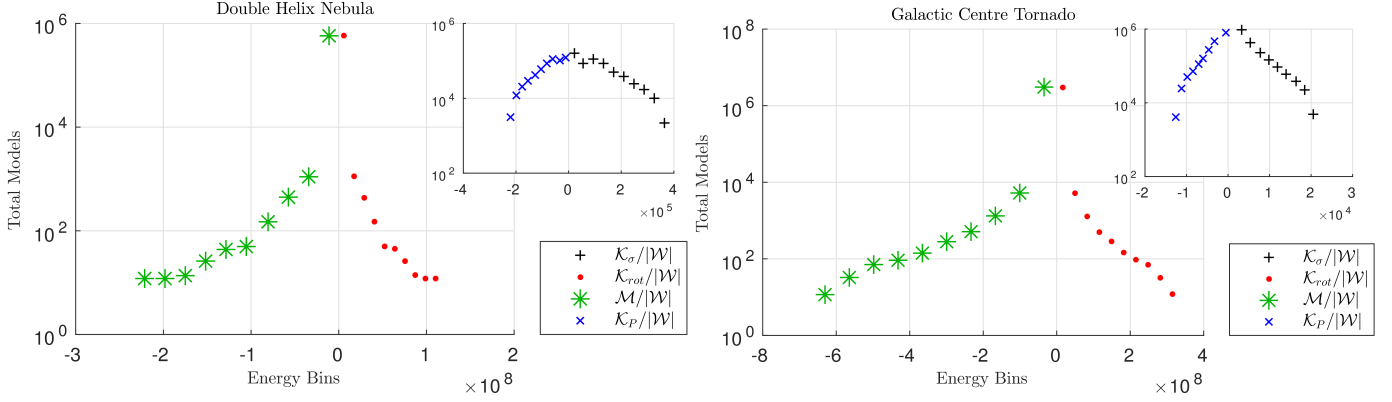 Double Helix Nebula
Total Models
10^6
10^4
10^2
10^0
-3 -2 -1 0 1 2
×10^8
Energy Bins
10^6
10^4
10^2
-4 -2 0 2 4
×10^5
𝒦_σ/|𝒲|
𝒦_rot/|𝒲|
ℳ/|𝒲|
𝒦_P/|𝒲|
Galactic Centre Tornado
Total Models
10^8
10^6
10^4
10^2
10^0
-8 -6 -4 -2 0 2 4
×10^8
Energy Bins
10^6
10^4
10^2
-2 -1 0 1 2 3
×10^4
𝒦_σ/|𝒲|
𝒦_rot/|𝒲|
ℳ/|𝒲|
𝒦_P/|𝒲|